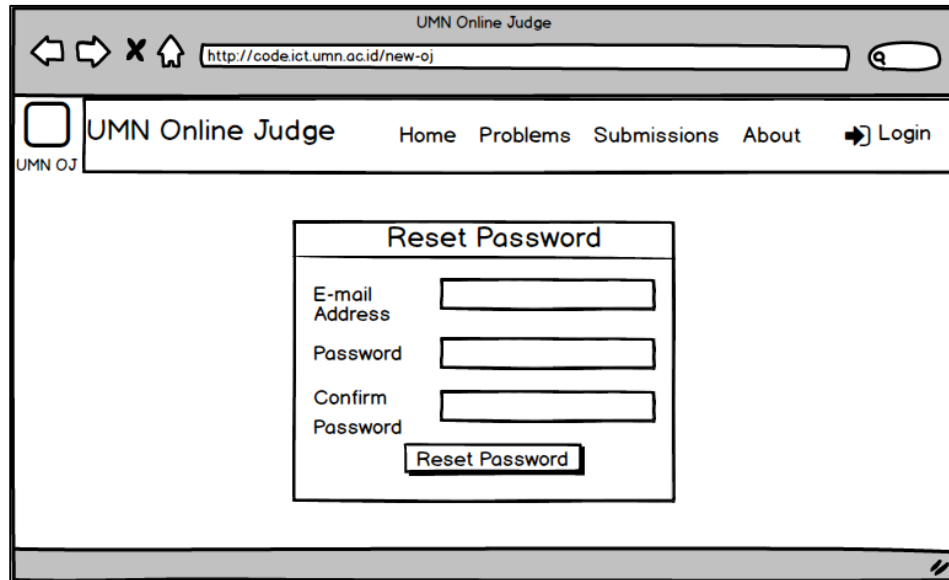 UMN Online Judge
http://code.ict.umn.ac.id/new-oj
UMN OJ
UMN Online Judge
Home Problems Submissions About Login
Reset Password
E-mail
Address
Password
Confirm
Password
Reset Password